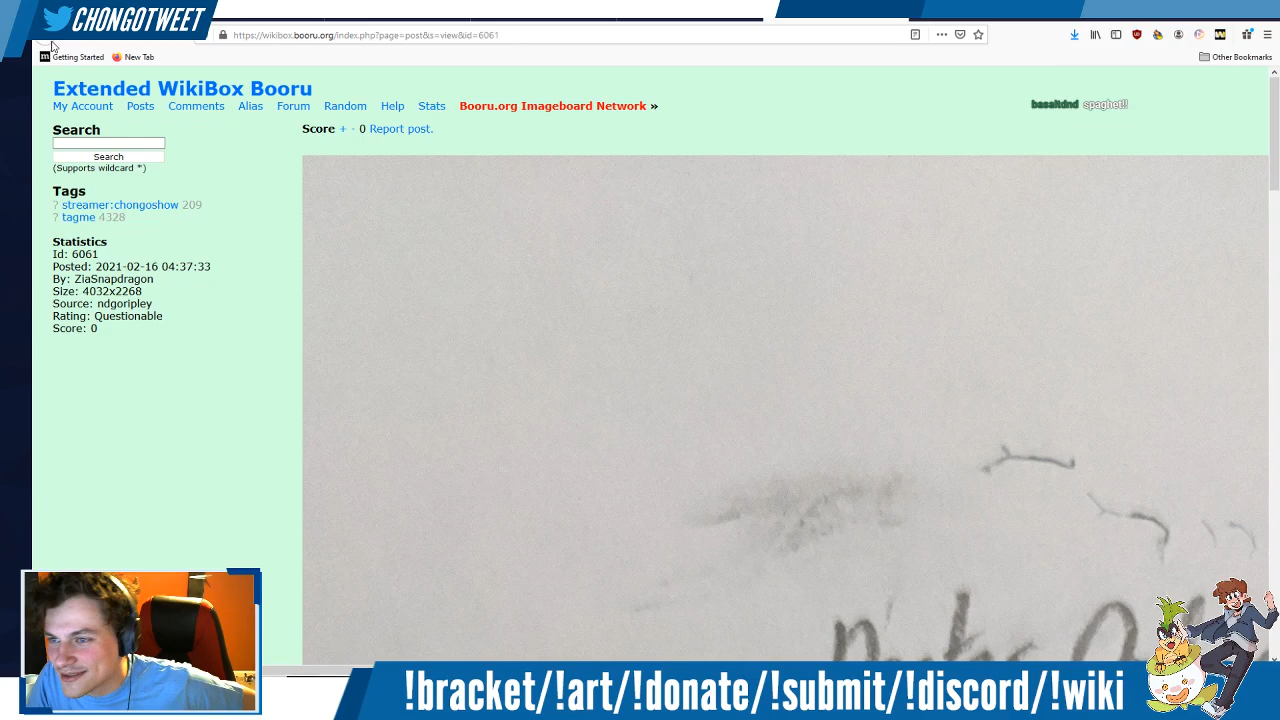 CHONGOTWEET
https://wikibox.booru.org/index.php?page=post&s=view&id=6061
Getting Started
New Tab
Other Bookmarks
Extended WikiBox Booru
My Account Posts Comments Alias Forum Random Help Stats Booru.org Imageboard Network »
basaltdnd spaghet!!
Search
Score + - 0 Report post.
Search
(Supports wildcard *)
Tags
? streamer:chongoshow 209
? tagme 4328
Statistics
Id: 6061
Posted: 2021-02-16 04:37:33
By: ZiaSnapdragon
Size: 4032x2268
Source: ndgoripley
Rating: Questionable
Score: 0
!bracket/!art/!donate/!submit/!discord/!wiki